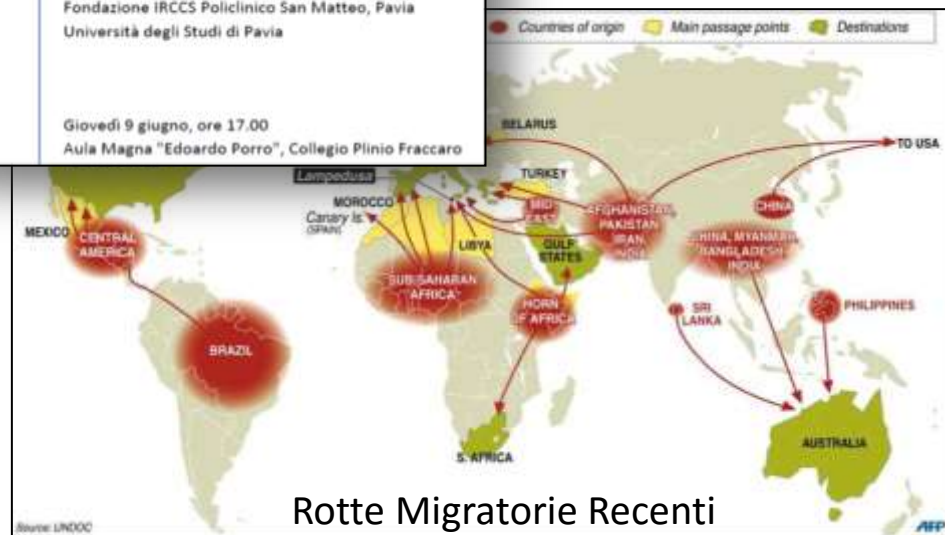 Fondazione IRCCS Policlinico San Matteo, Pavia
Università degli Studi di Pavia
Giovedì 9 giugno, ore 17.00
Aula Magna "Edoardo Porro", Collegio Plinio Fraccaro
Countries of origin
Main passage points
Destinations
BELARUS
TO USA
Lampedusa
TURKEY
MOROCCO
Canary Is.
(SPAIN)
MID
EAST
AFGHANISTAN,
PAKISTAN
IRAN,
INDIA
CHINA
MEXICO
CENTRAL
AMERICA
LIBYA
GULF
STATES
CHINA, MYANMAR,
BANGLADESH
INDIA
SUB SAHARAN
AFRICA
HORN
OF AFRICA
SRI
LANKA
PHILIPPINES
BRAZIL
AUSTRALIA
S. AFRICA
Rotte Migratorie Recenti
Source: UNDOC
AFP